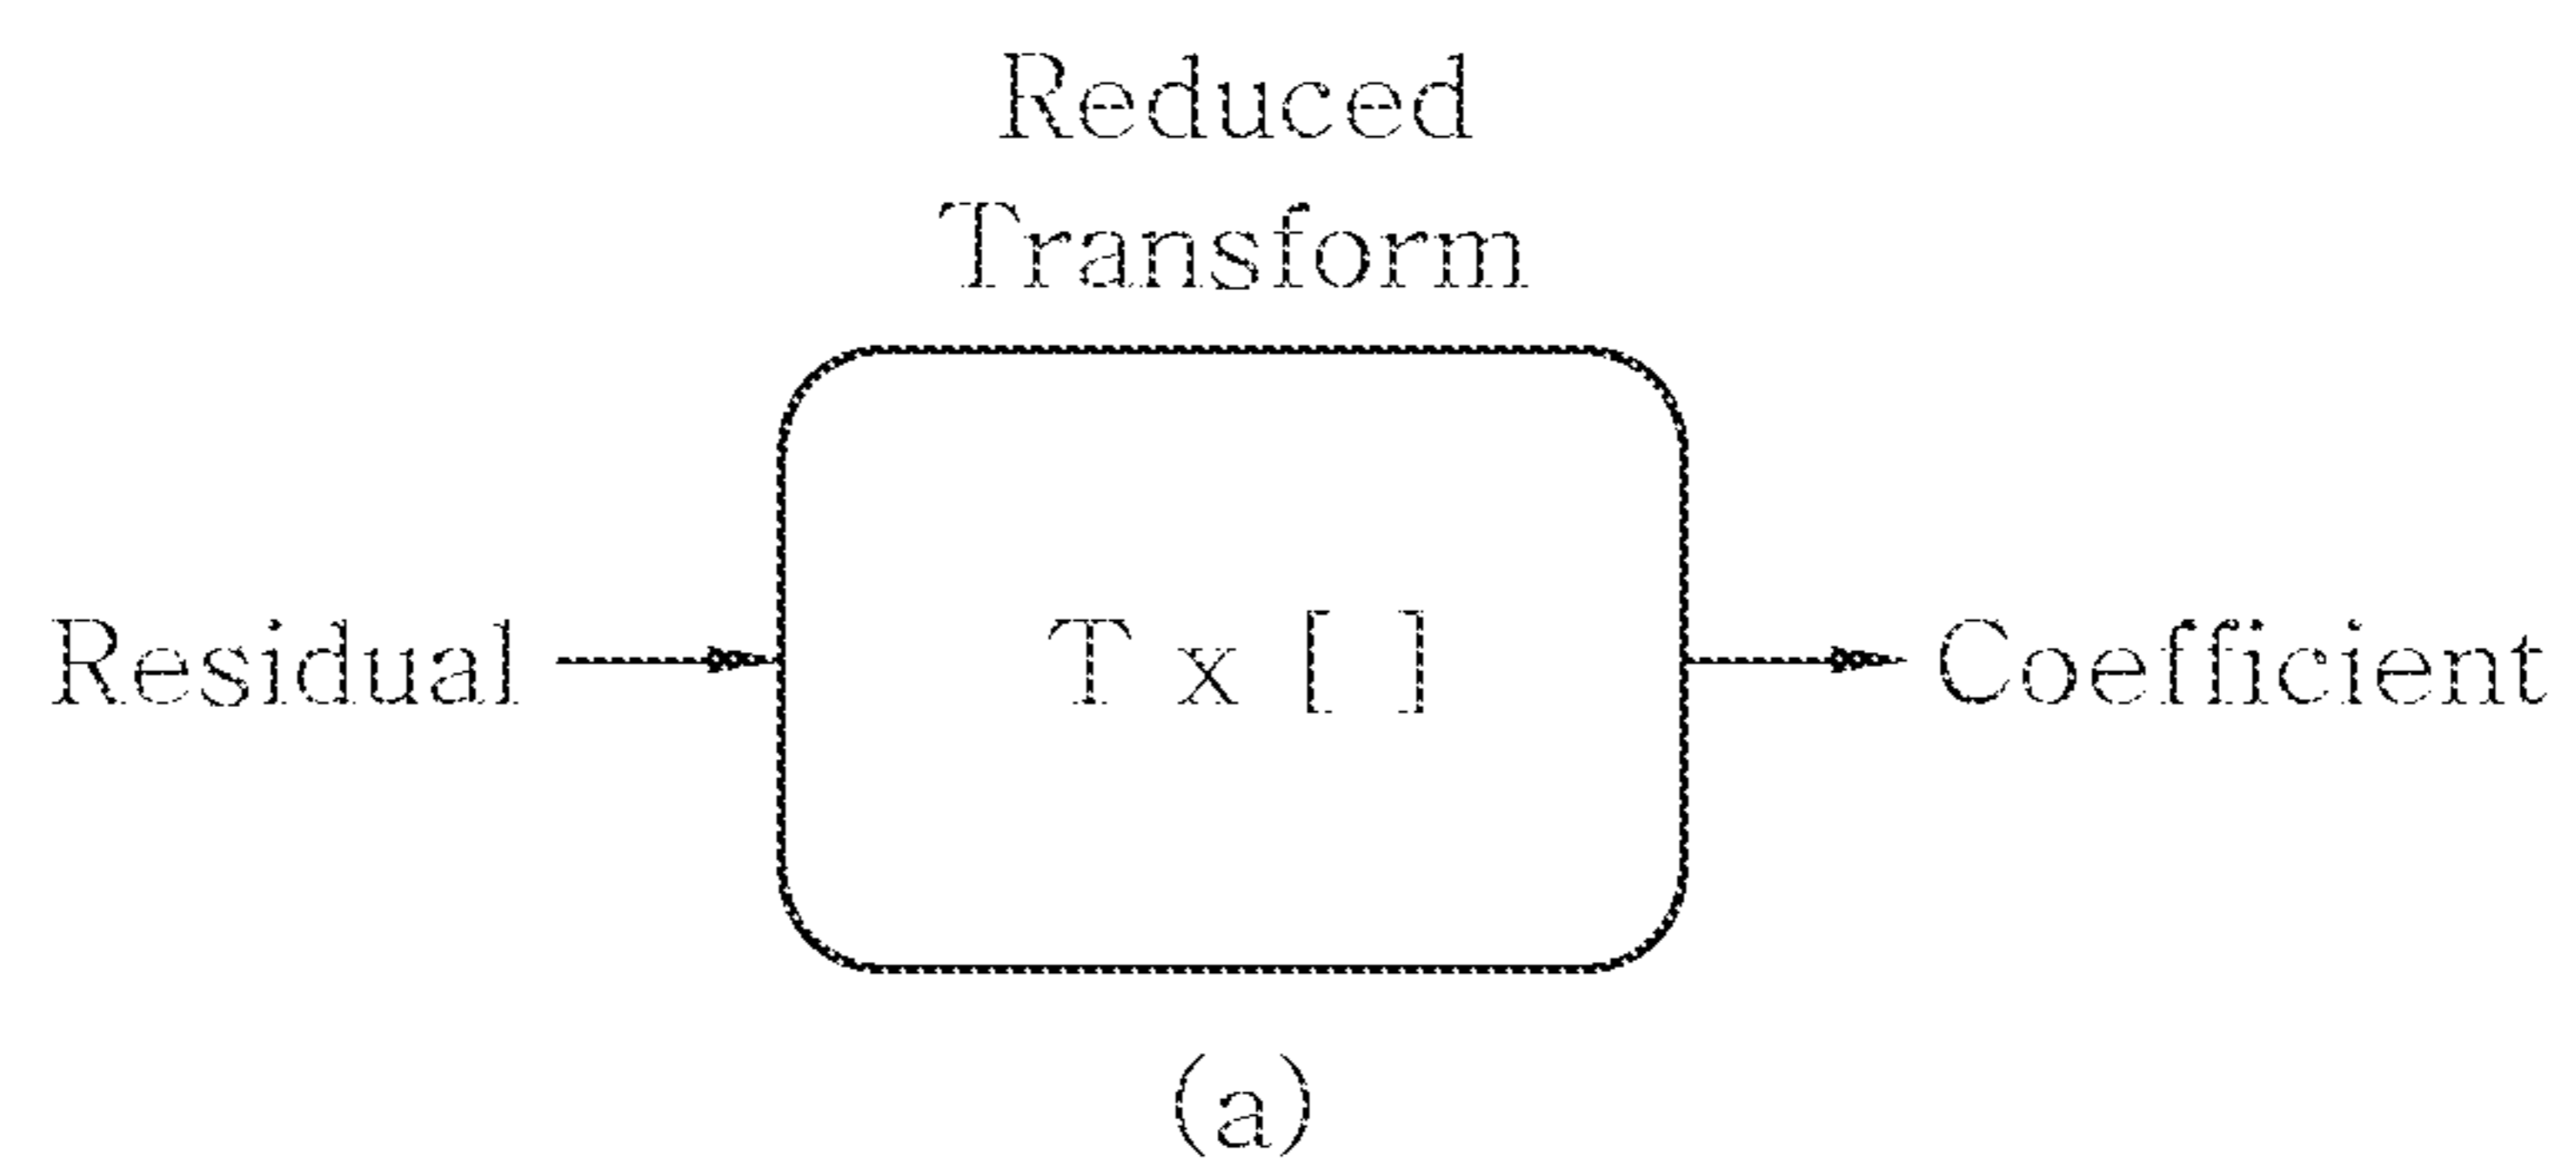 Reduced
Transform
Residual
T x [ ]
Coefficient
(a)